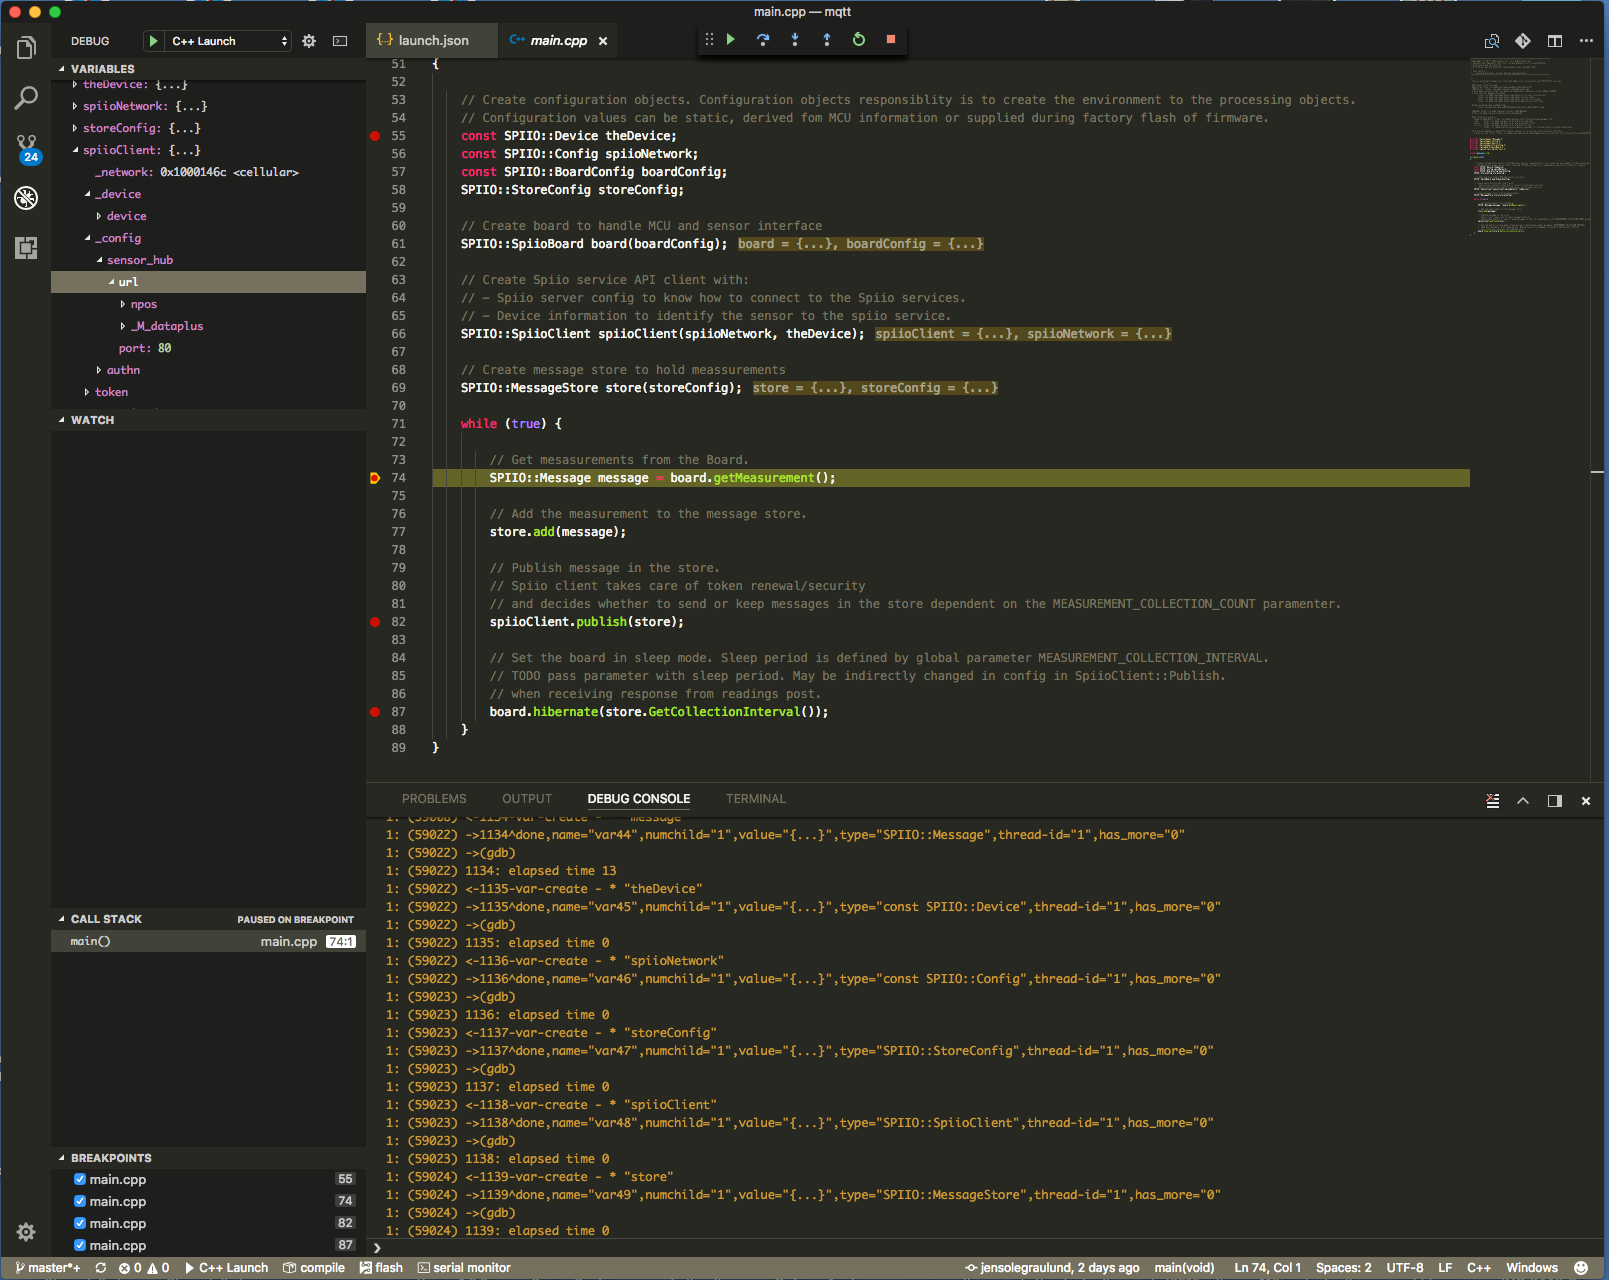 main.cpp — mqtt
DEBUG
C++ Launch
launch.json
main.cpp
VARIABLES
theDevice: {...}
spiioNetwork: {...}
storeConfig: {...}
spiioClient: {...}
_network: 0x1000146c <cellular>
_device
device
_config
sensor_hub
url
npos
_M_dataplus
port: 80
authn
token
WATCH
CALL STACK
PAUSED ON BREAKPOINT
main()
main.cpp 74:1
BREAKPOINTS
main.cpp 55
main.cpp 74
main.cpp 82
main.cpp 87
24
51 {
52
53 // Create configuration objects. Configuration objects responsiblity is to create the environment to the processing objects.
54 // Configuration values can be static, derived fom MCU information or supplied during factory flash of firmware.
55 const SPIIO::Device theDevice;
56 const SPIIO::Config spiioNetwork;
57 const SPIIO::BoardConfig boardConfig;
58 SPIIO::StoreConfig storeConfig;
59
60 // Create board to handle MCU and sensor interface
61 SPIIO::SpiioBoard board(boardConfig); board = {...}, boardConfig = {...}
62
63 // Create Spiio service API client with:
64 // - Spiio server config to know how to connect to the Spiio services.
65 // - Device information to identify the sensor to the spiio service.
66 SPIIO::SpiioClient spiioClient(spiioNetwork, theDevice); spiioClient = {...}, spiioNetwork = {...}
67
68 // Create message store to hold meassurements
69 SPIIO::MessageStore store(storeConfig); store = {...}, storeConfig = {...}
70
71 while (true) {
72
73 // Get mesasurements from the Board.
74 SPIIO::Message message = board.getMeasurement();
75
76 // Add the measurement to the message store.
77 store.add(message);
78
79 // Publish message in the store.
80 // Spiio client takes care of token renewal/security
81 // and decides whether to send or keep messages in the store dependent on the MEASUREMENT_COLLECTION_COUNT paramenter.
82 spiioClient.publish(store);
83
84 // Set the board in sleep mode. Sleep period is defined by global parameter MEASUREMENT_COLLECTION_INTERVAL.
85 // TODO pass parameter with sleep period. May be indirectly changed in config in SpiioClient::Publish.
86 // when receiving response from readings post.
87 board.hibernate(store.GetCollectionInterval());
88 }
89 }
PROBLEMS OUTPUT DEBUG CONSOLE TERMINAL
1: (59008) <-1134-var-create - * "message"
1: (59022) ->1134^done,name="var44",numchild="1",value="{...}",type="SPIIO::Message",thread-id="1",has_more="0"
1: (59022) ->(gdb)
1: (59022) 1134: elapsed time 13
1: (59022) <-1135-var-create - * "theDevice"
1: (59022) ->1135^done,name="var45",numchild="1",value="{...}",type="const SPIIO::Device",thread-id="1",has_more="0"
1: (59022) ->(gdb)
1: (59022) 1135: elapsed time 0
1: (59022) <-1136-var-create - * "spiioNetwork"
1: (59022) ->1136^done,name="var46",numchild="1",value="{...}",type="const SPIIO::Config",thread-id="1",has_more="0"
1: (59023) ->(gdb)
1: (59023) 1136: elapsed time 0
1: (59023) <-1137-var-create - * "storeConfig"
1: (59023) ->1137^done,name="var47",numchild="1",value="{...}",type="SPIIO::StoreConfig",thread-id="1",has_more="0"
1: (59023) ->(gdb)
1: (59023) 1137: elapsed time 0
1: (59023) <-1138-var-create - * "spiioClient"
1: (59023) ->1138^done,name="var48",numchild="1",value="{...}",type="SPIIO::SpiioClient",thread-id="1",has_more="0"
1: (59023) ->(gdb)
1: (59023) 1138: elapsed time 0
1: (59024) <-1139-var-create - * "store"
1: (59024) ->1139^done,name="var49",numchild="1",value="{...}",type="SPIIO::MessageStore",thread-id="1",has_more="0"
1: (59024) ->(gdb)
1: (59024) 1139: elapsed time 0
master*+ 0 0 C++ Launch compile flash serial monitor jensolegraulund, 2 days ago main(void) Ln 74, Col 1 Spaces: 2 UTF-8 LF C++ Windows